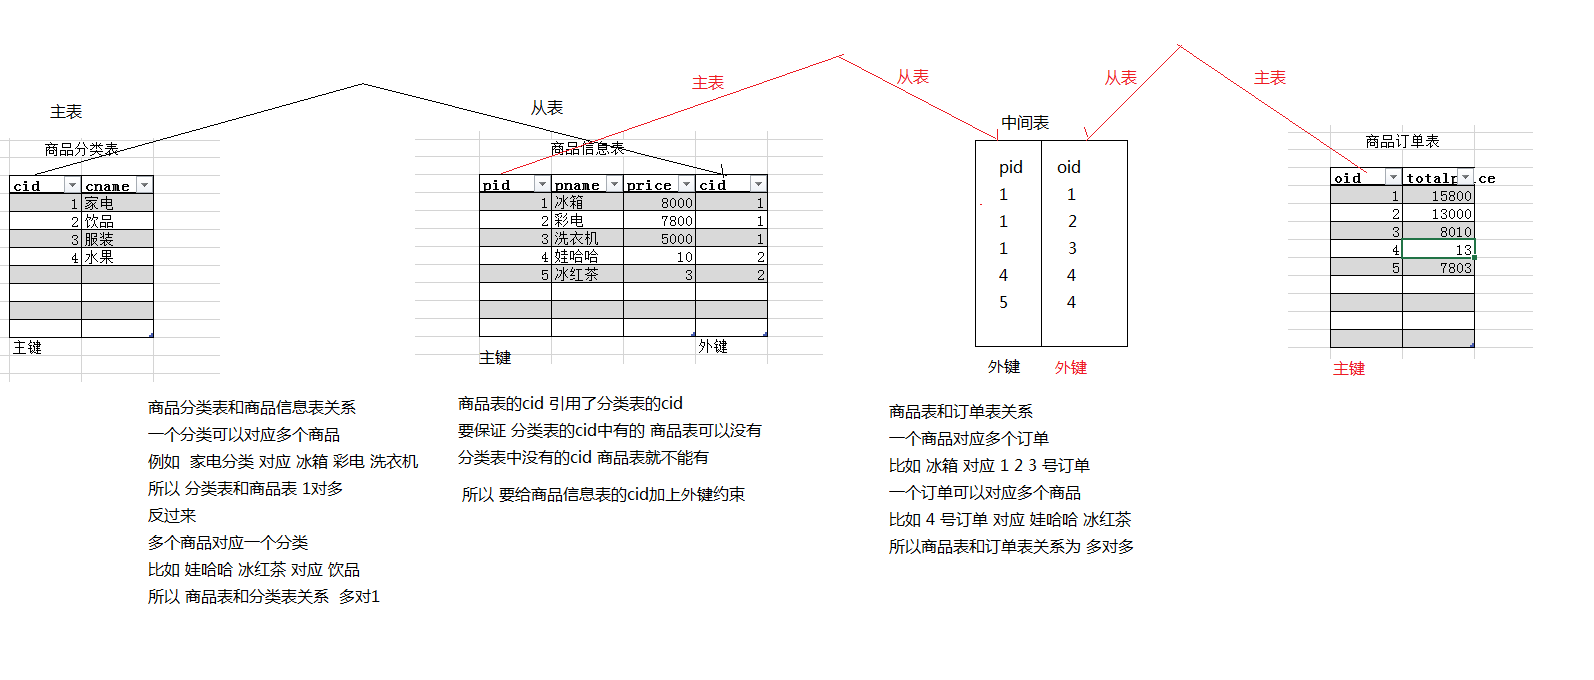 主表
从表
主表
从表
从表
主表
商品分类表
cid cname
1 家电
2 饮品
3 服装
4 水果
主键
商品信息表
pid pname price cid
1 冰箱 8000 1
2 彩电 7800 1
3 洗衣机 5000 1
4 娃哈哈 10 2
5 冰红茶 3 2
主键
外键
中间表
pid oid
1 1
1 2
1 3
4 4
5 4
外键 外键
商品订单表
oid totalprice
1 15800
2 13000
3 8010
4 13
5 7803
主键
商品分类表和商品信息表关系
一个分类可以对应多个商品
例如 家电分类 对应 冰箱 彩电 洗衣机
所以 分类表和商品表 1对多
反过来
多个商品对应一个分类
比如 娃哈哈 冰红茶 对应 饮品
所以 商品表和分类表关系 多对1
商品表的cid 引用了分类表的cid
要保证 分类表的cid中有的 商品表可以没有
分类表中没有的cid 商品表就不能有
所以 要给商品信息表的cid加上外键约束
商品表和订单表关系
一个商品对应多个订单
比如 冰箱 对应 1 2 3 号订单
一个订单可以对应多个商品
比如 4 号订单 对应 娃哈哈 冰红茶
所以商品表和订单表关系为 多对多